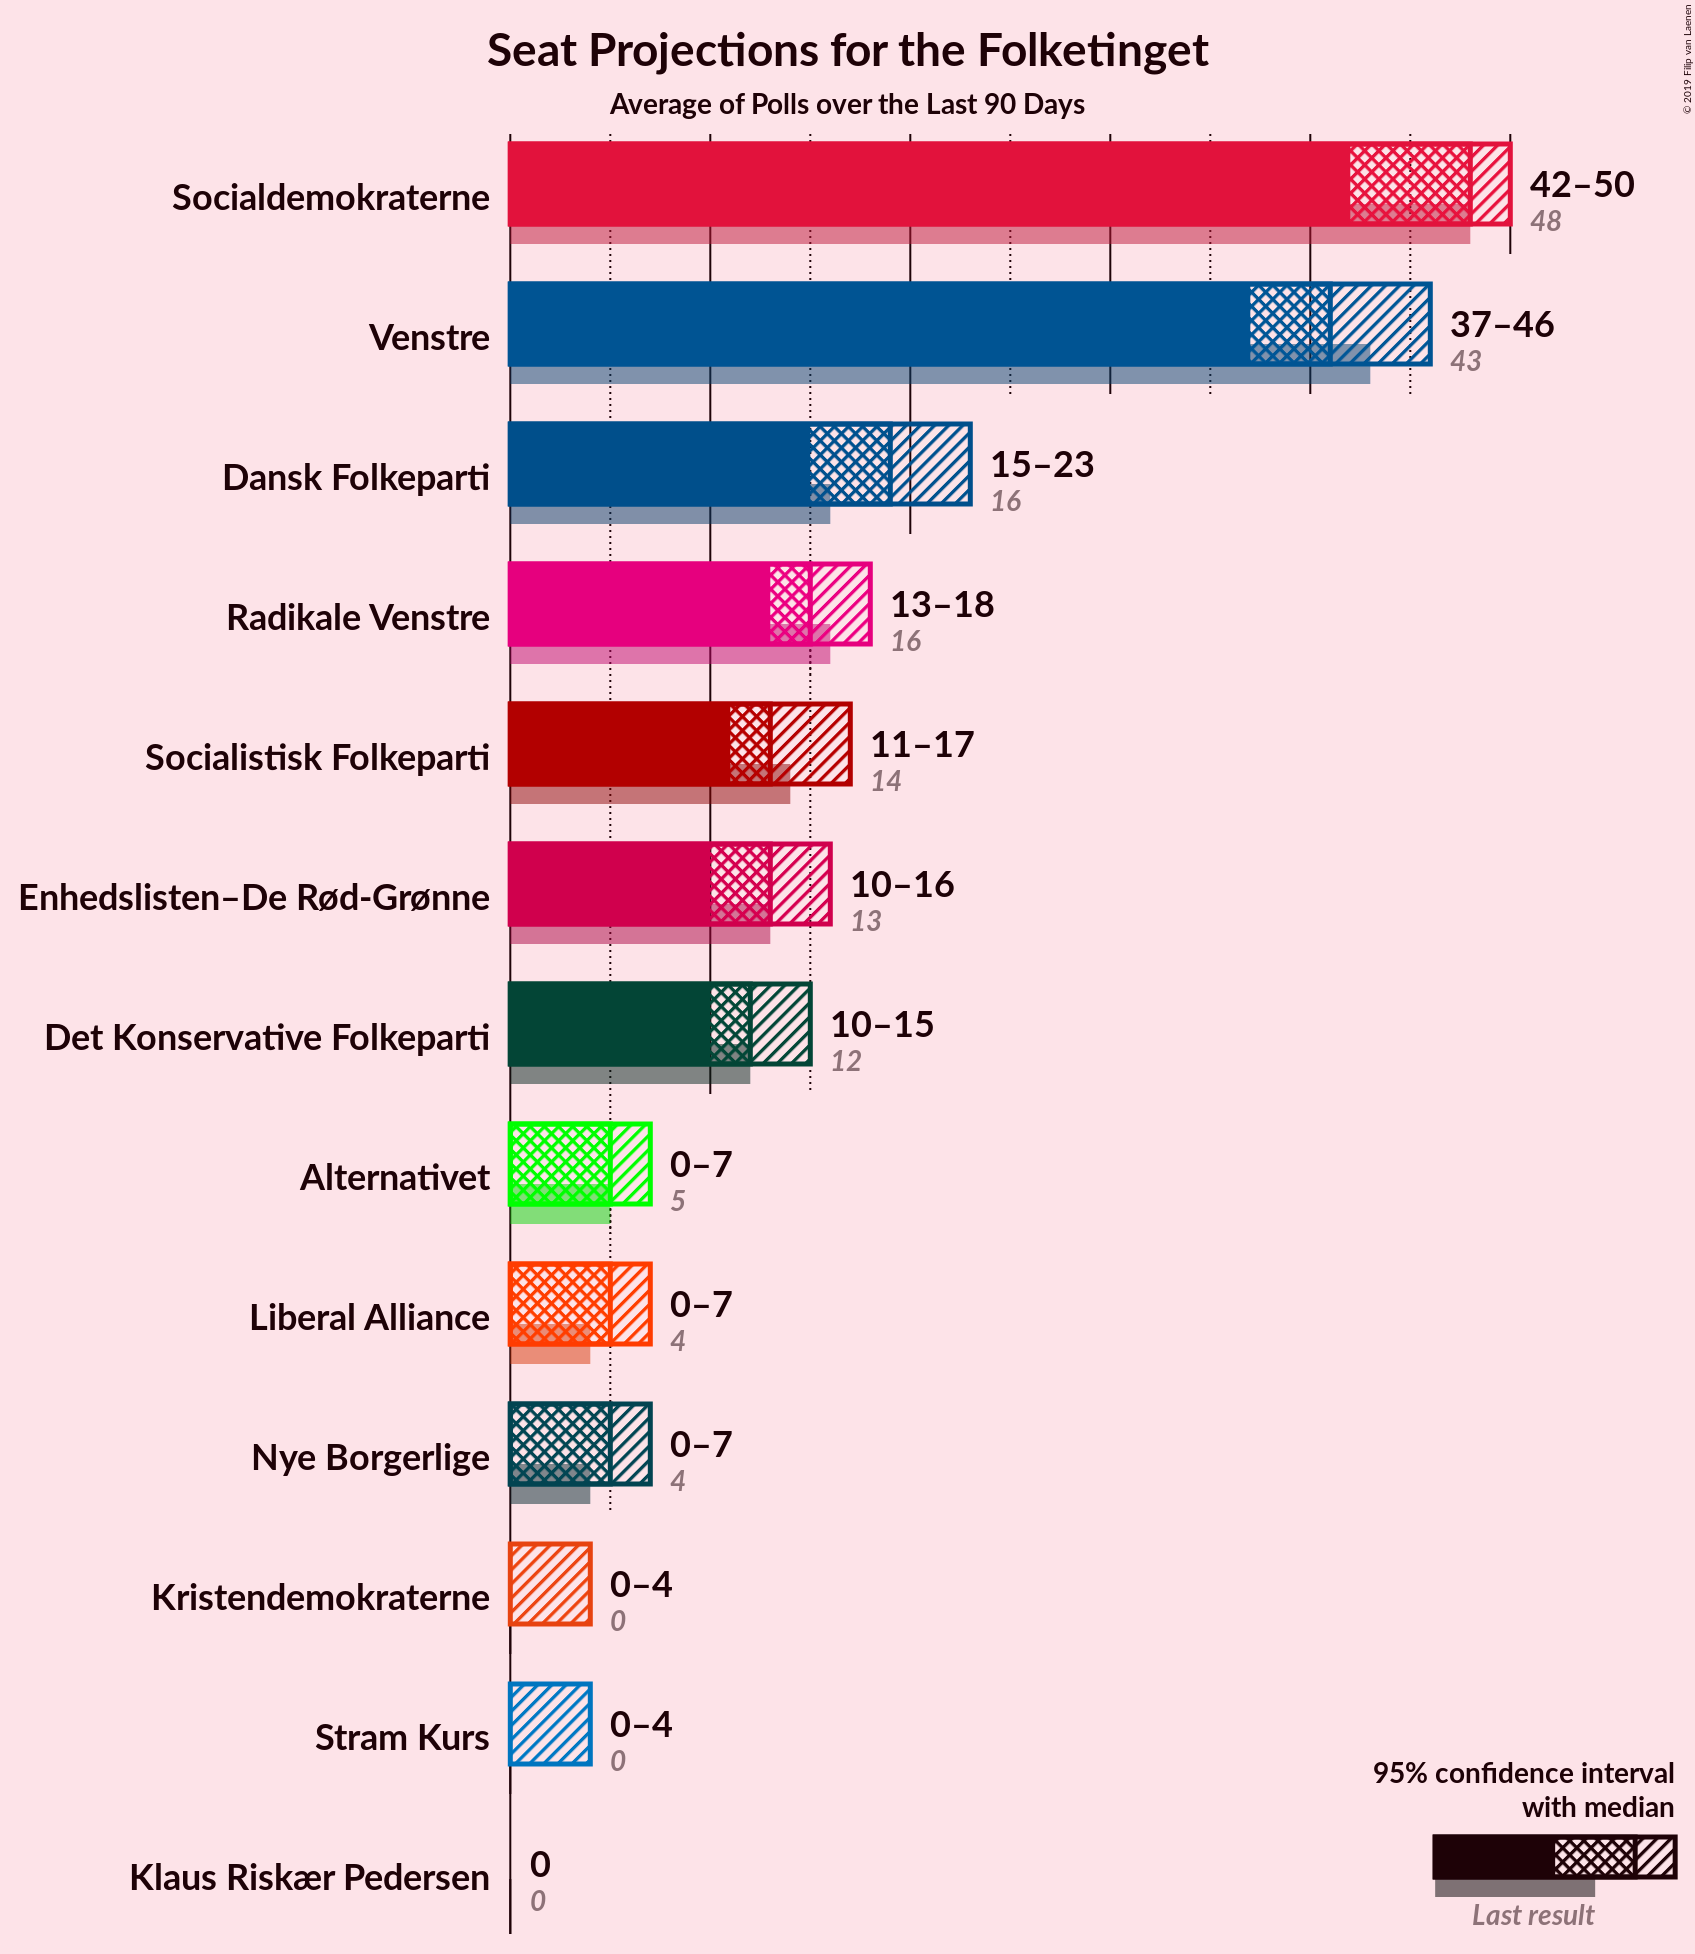 Seat Projections for the Folketinget
Average of Polls over the Last 90 Days
© 2019 Filip van Laenen
Socialdemokraterne
42–50
48
Venstre
37–46
43
Dansk Folkeparti
15–23
16
Radikale Venstre
13–18
16
Socialistisk Folkeparti
11–17
14
Enhedslisten–De Rød-Grønne
10–16
13
Det Konservative Folkeparti
10–15
12
Alternativet
0–7
5
Liberal Alliance
0–7
4
Nye Borgerlige
0–7
4
Kristendemokraterne
0–4
0
Stram Kurs
0–4
0
Klaus Riskær Pedersen
0
0
95% confidence interval
with median
Last result